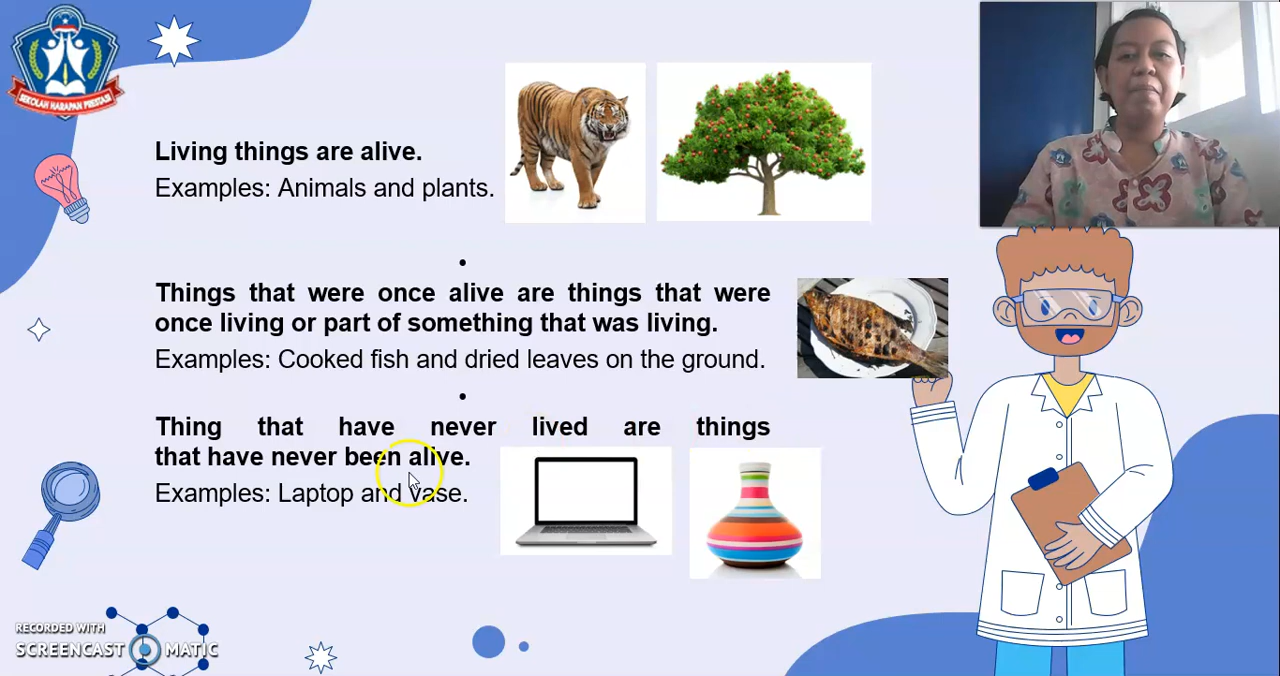 SEKOLAH HARAPAN PRESTASI
Living things are alive.
Examples: Animals and plants.
Things that were once alive are things that were
once living or part of something that was living.
Examples: Cooked fish and dried leaves on the ground.
Thing that have never lived are things
that have never been alive.
Examples: Laptop and vase.
RECORDED WITH
SCREENCAST MATIC